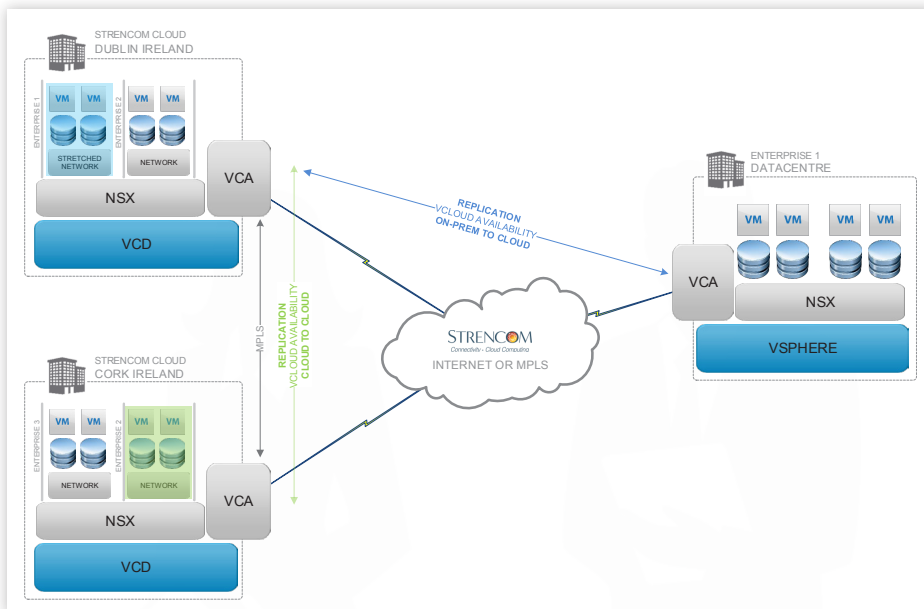 STRENCOM CLOUD
DUBLIN IRELAND
ENTERPRISE 1
VM
VM
STRETCHED
NETWORK
ENTERPRISE 2
VM
VM
NETWORK
NSX
VCD
VCA
MPLS
REPLICATION
VCLOUD AVAILABILITY
CLOUD TO CLOUD
REPLICATION
VCLOUD AVAILABILITY
ON-PREM TO CLOUD
STRENCOM
Connectivity - Cloud Computing
INTERNET OR MPLS
ENTERPRISE 1
DATACENTRE
VM
VM
VM
VM
VCA
NSX
VSPHERE
STRENCOM CLOUD
CORK IRELAND
ENTERPRISE 3
VM
VM
NETWORK
ENTERPRISE 2
VM
VM
NETWORK
NSX
VCD
VCA